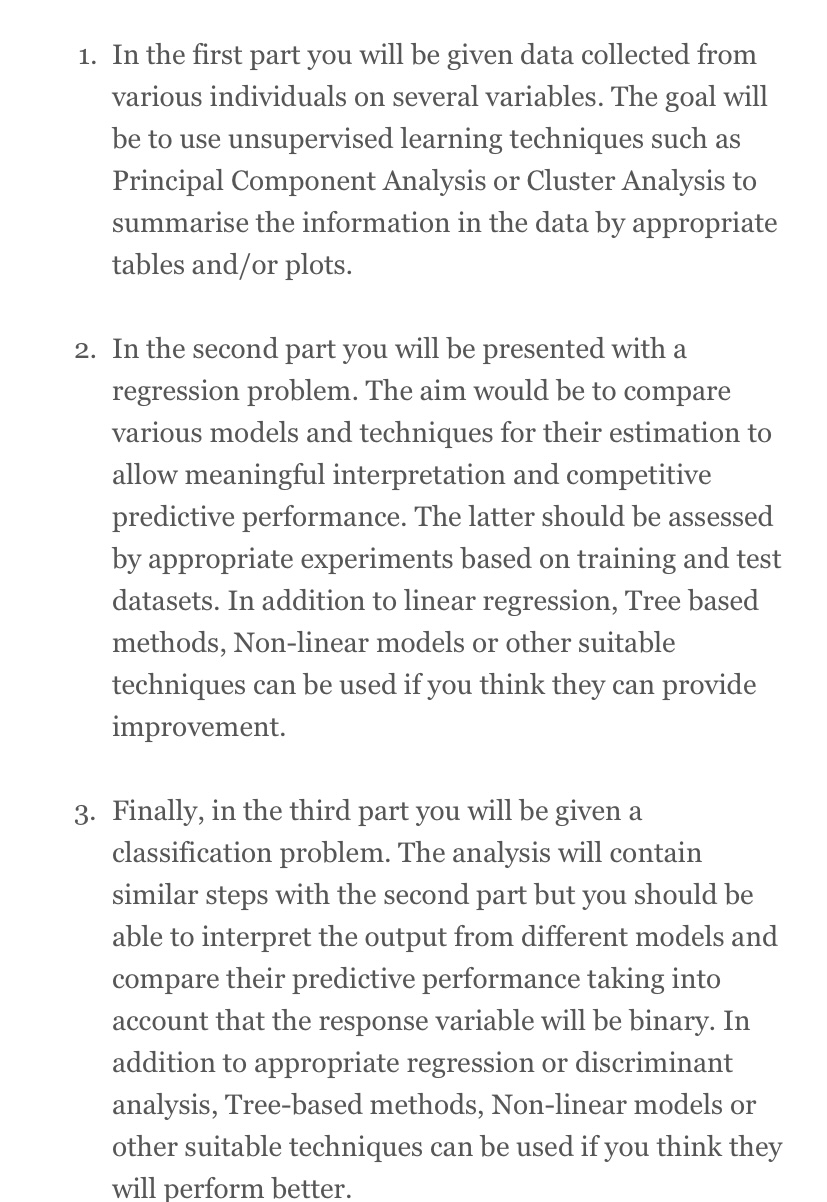 1. In the first part you will be given data collected from
various individuals on several variables. The goal will
be to use unsupervised learning techniques such as
Principal Component Analysis or Cluster Analysis to
summarise the information in the data by appropriate
tables and/or plots.
2. In the second part you will be presented with a
regression problem. The aim would be to compare
various models and techniques for their estimation to
allow meaningful interpretation and competitive
predictive performance. The latter should be assessed
by appropriate experiments based on training and test
datasets. In addition to linear regression, Tree based
methods, Non-linear models or other suitable
techniques can be used if you think they can provide
improvement.
3. Finally, in the third part you will be given a
classification problem. The analysis will contain
similar steps with the second part but you should be
able to interpret the output from different models and
compare their predictive performance taking into
account that the response variable will be binary. In
addition to appropriate regression or discriminant
analysis, Tree-based methods, Non-linear models or
other suitable techniques can be used if you think they
will perform better.